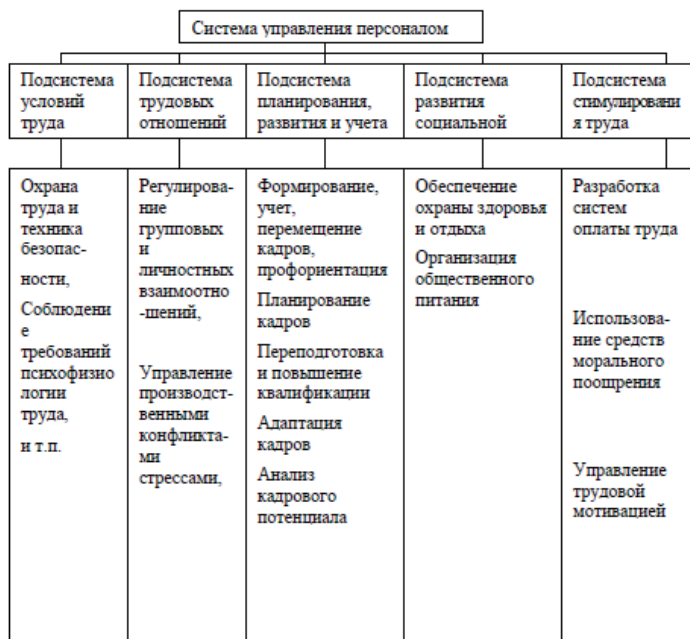 Система управления персоналом
Подсистема
условий
труда
Подсистема
трудовых
отношений
Подсистема
планирования,
развития и учета
Подсистема
развития
социальной
Подсистема
стимулировани
я труда
Охрана
труда и
техника
безопас-
ности,
Соблюдени
е
требований
психофизио
логии
труда,
и т.п.
Регулирова-
ние
групповых
и
личностных
взаимоотно
-шений,
Управление
производст-
венными
конфликта-
ми
стрессами,
Формирование,
учет,
перемещение
кадров,
профориентация
Планирование
кадров
Переподготовка
и повышение
квалификации
Адаптация
кадров
Анализ
кадрового
потенциала
Обеспечение
охраны здоровья
и отдыха
Организация
общественного
питания
Разработка
систем
оплаты труда
Использова-
ние средств
морального
поощрения
Управление
трудовой
мотивацией